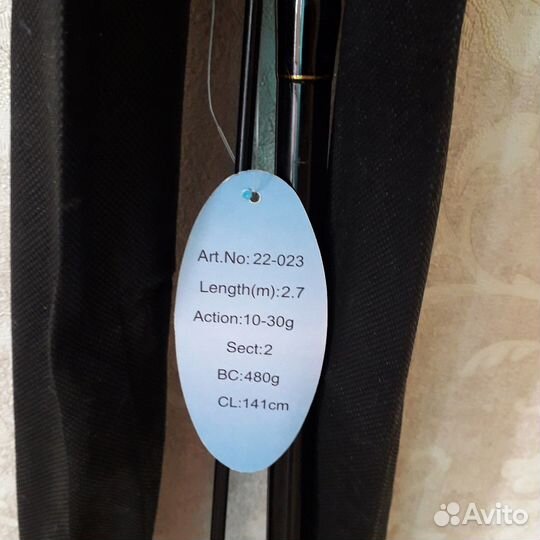 Art.No: 22-023
Length(m):2.7
Action:10-30g
Sect:2
BC:480g
CL:141cm
Avito